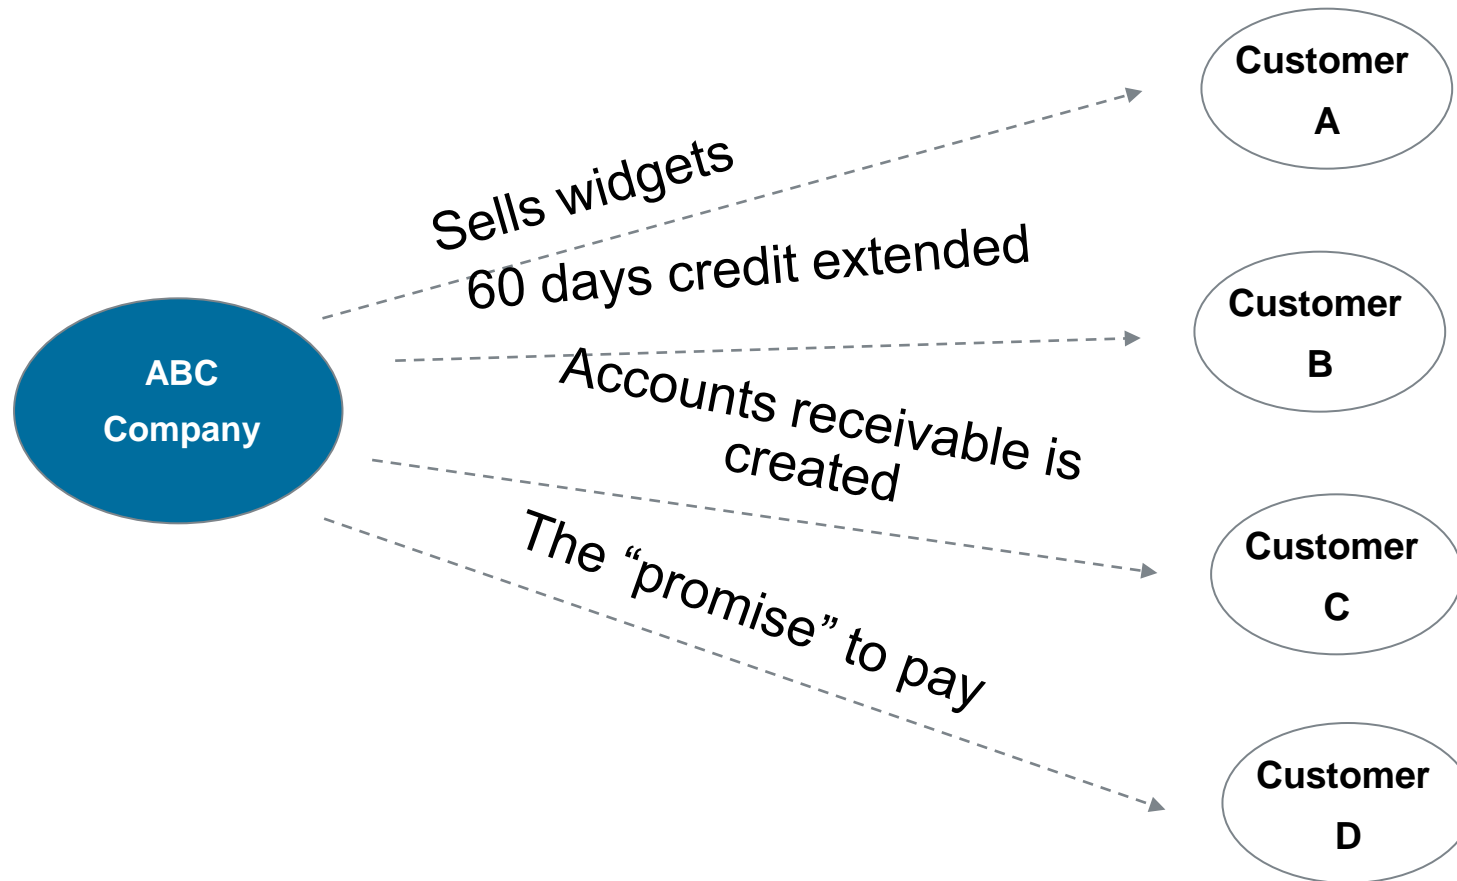 Customer
A
Sells widgets
60 days credit extended
Customer
B
ABC
Company
Accounts receivable is
created
Customer
C
The “promise” to pay
Customer
D